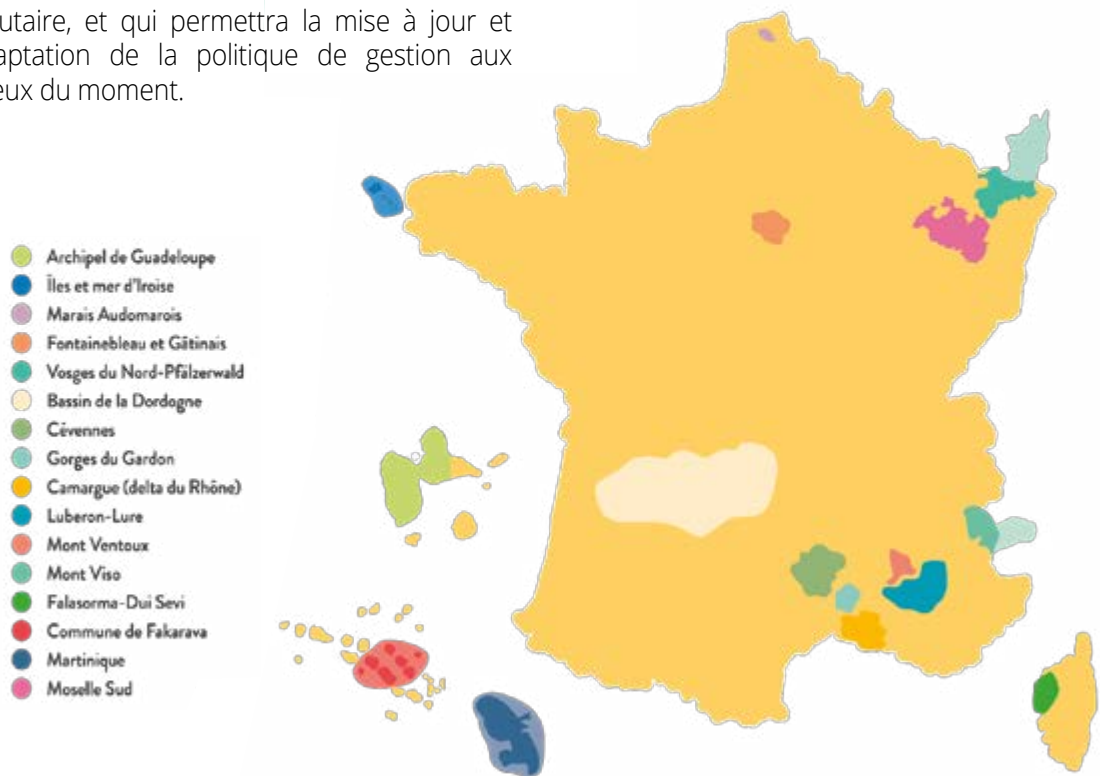 utaire, et qui permettra la mise à jour et
aptation de la politique de gestion aux
eux du moment.
Archipel de Guadeloupe
Îles et mer d'Iroise
Marais Audomarois
Fontainebleau et Gâtinais
Vosges du Nord-Pfälzerwald
Bassin de la Dordogne
Cévennes
Gorges du Gardon
Camargue (delta du Rhône)
Luberon-Lure
Mont Ventoux
Mont Viso
Falasorma-Dui Sevi
Commune de Fakarava
Martinique
Moselle Sud